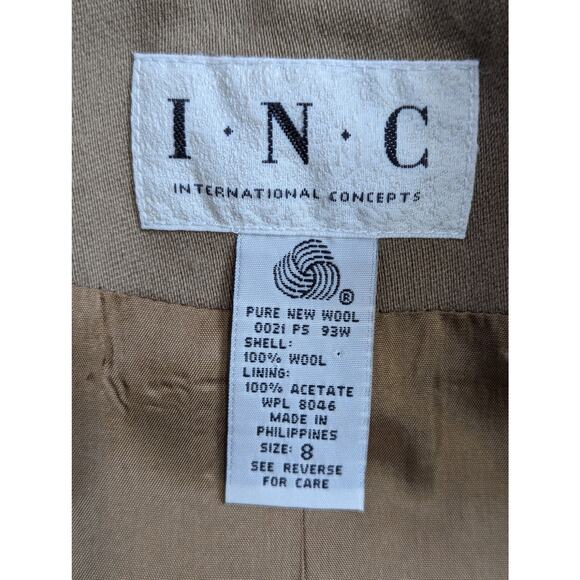 I·N·C
INTERNATIONAL CONCEPTS
®
PURE NEW WOOL
0021 PS 93W
SHELL:
100% WOOL
LINING:
100% ACETATE
WPL 8046
MADE IN
PHILIPPINES
SIZE: 8
SEE REVERSE
FOR CARE